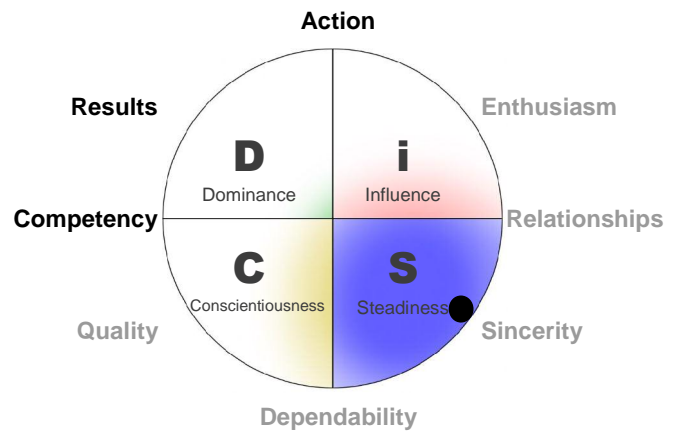 Action
Results
Enthusiasm
D
i
Dominance
Influence
Competency
Relationships
C
S
Conscientiousness
Steadiness
Quality
Sincerity
Dependability